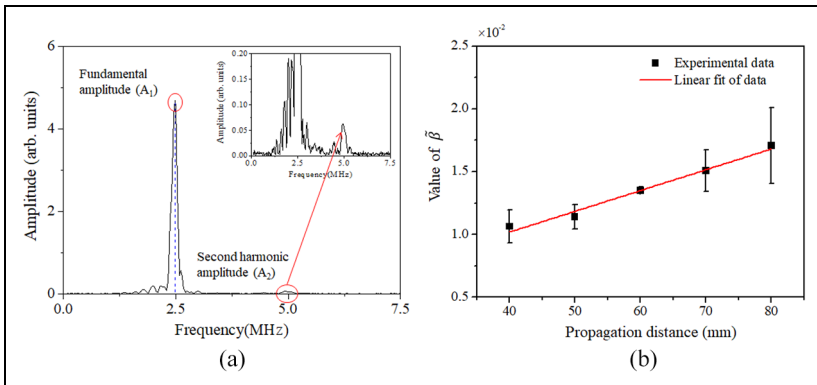 6
4
2
0
Amplitude (arb. units)
Fundamental
amplitude (A1)
Second harmonic
amplitude (A2)
0.0
2.5
5.0
7.5
Frequency(MHz)
0.20
0.15
0.10
0.05
0.00
Amplitude (arb. units)
0.0
2.5
5.0
7.5
Frequency(MHz)
(a)
×10-2
2.5
2.0
1.5
1.0
0.5
Value of β̃
Experimental data
Linear fit of data
40
50
60
70
80
Propagation distance (mm)
(b)